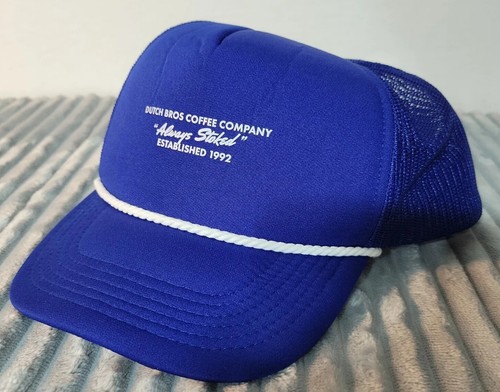 DUTCH BROS COFFEE COMPANY
"Always Stoked"
ESTABLISHED 1992